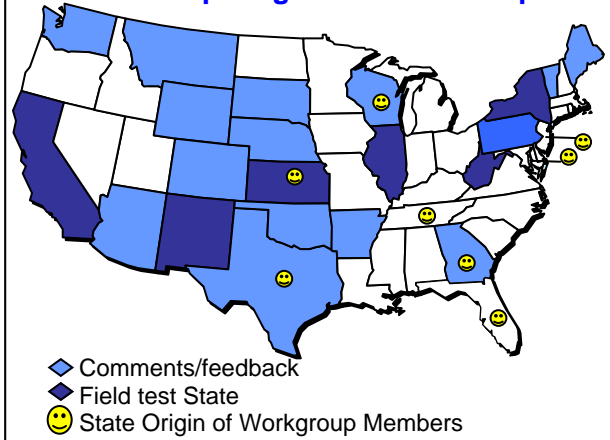 Comments/feedback
Field test State
State Origin of Workgroup Members